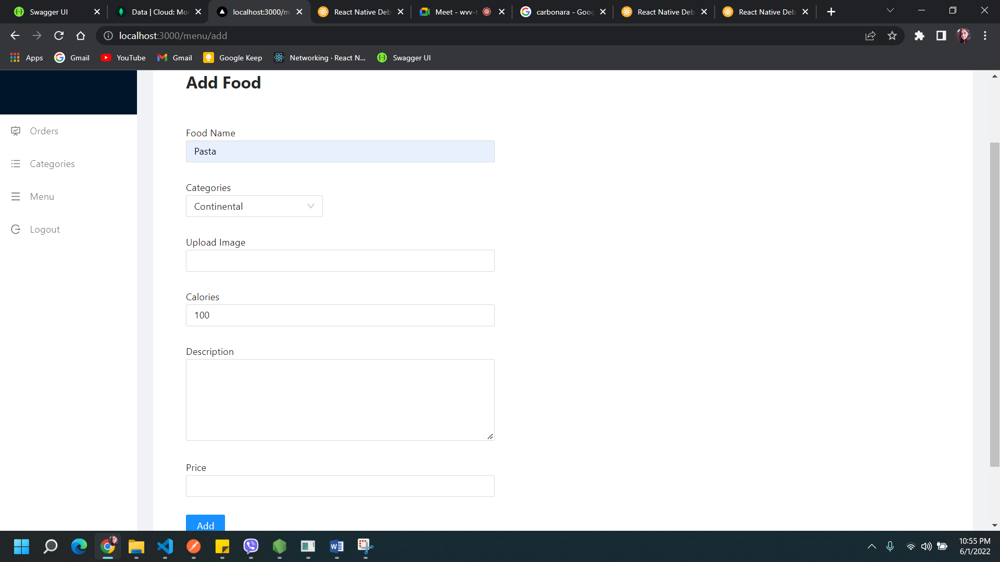 Swagger UI
Data | Cloud: Mo
localhost:3000/m
React Native Deb
Meet - wvv-t
carbonara - Goog
React Native Deb
React Native Deb
localhost:3000/menu/add
Apps
Gmail
YouTube
Gmail
Google Keep
Networking · React N...
Swagger UI
Orders
Categories
Menu
Logout
Add Food
Food Name
Pasta
Categories
Continental
Upload Image
Calories
100
Description
Price
Add
10:55 PM
6/1/2022